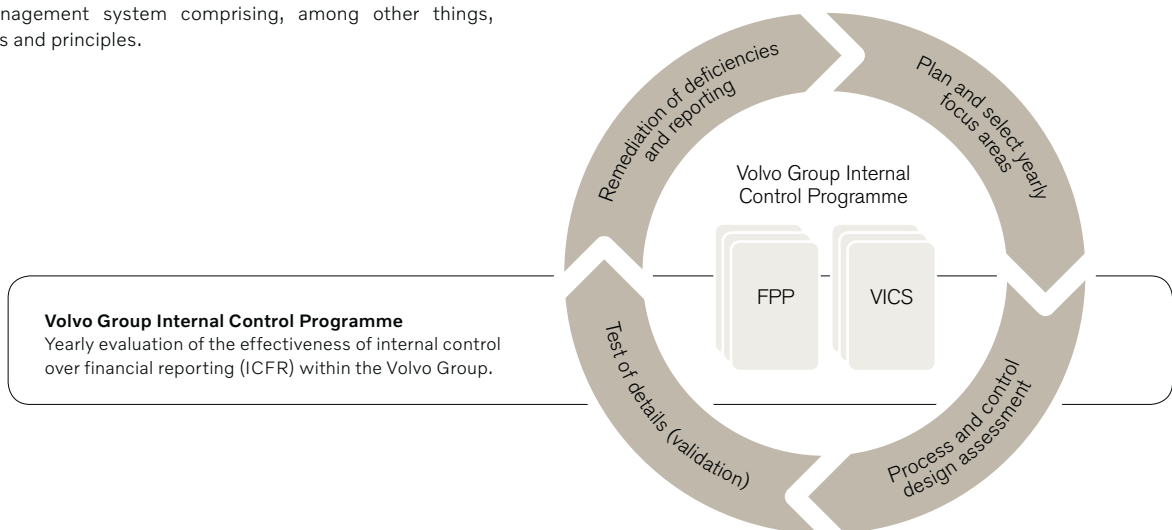 nagement system comprising, among other things,
s and principles.
Remediation of deficiencies
and reporting
Plan and select yearly
focus areas
Volvo Group Internal
Control Programme
FPP
VICS
Volvo Group Internal Control Programme
Yearly evaluation of the effectiveness of internal control
over financial reporting (ICFR) within the Volvo Group.
Test of details (validation)
Process and control
design assessment